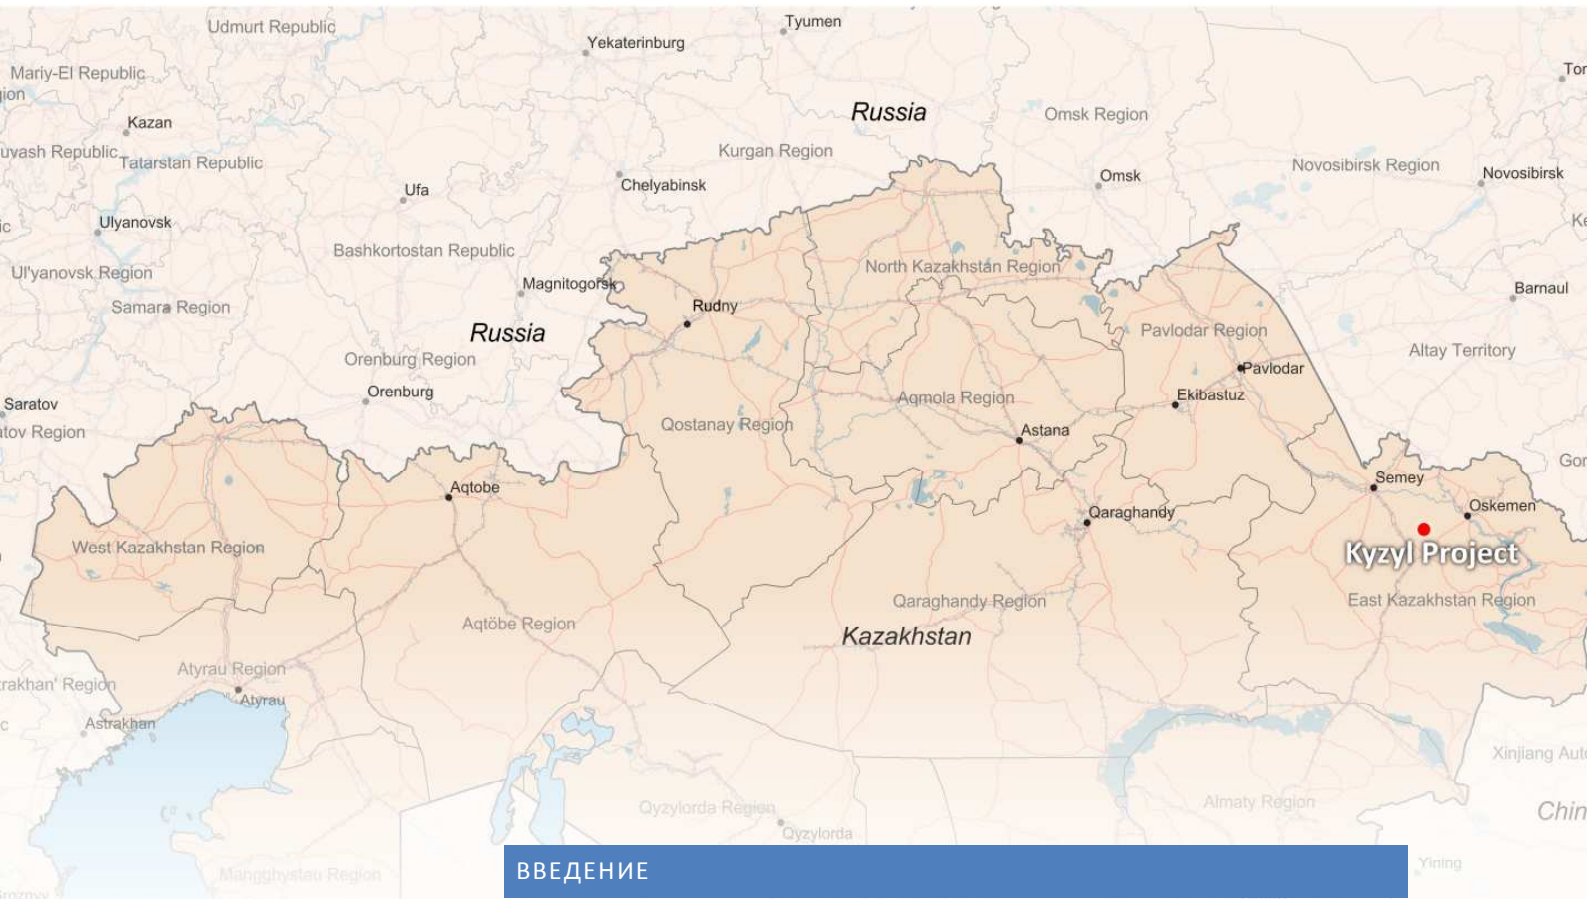 Udmurt Republic
Tyumen
Yekaterinburg
Mariy-El Republic
Kazan
Russia
Omsk Region
Kurgan Region
Tatarstan Republic
Novosibirsk Region
Novosibirsk
Chelyabinsk
Omsk
Ufa
Ulyanovsk
Bashkortostan Republic
Ul'yanovsk Region
Magnitogorsk
North Kazakhstan Region
Barnaul
Samara Region
Rudny
Russia
Pavlodar Region
Altay Territory
Orenburg Region
Orenburg
Pavlodar
Ekibastuz
Saratov
Aqmola Region
Qostanay Region
Astana
Semey
Aqtobe
Oskemen
Qaraghandy
West Kazakhstan Region
Kyzyl Project
Qaraghandy Region
East Kazakhstan Region
Aqtöbe Region
Kazakhstan
Atyrau Region
Atyrau
Astrakhan
Qyzylorda Region
Almaty Region
Qyzylorda
Mangghystau Region
Yining
ВВЕДЕНИЕ